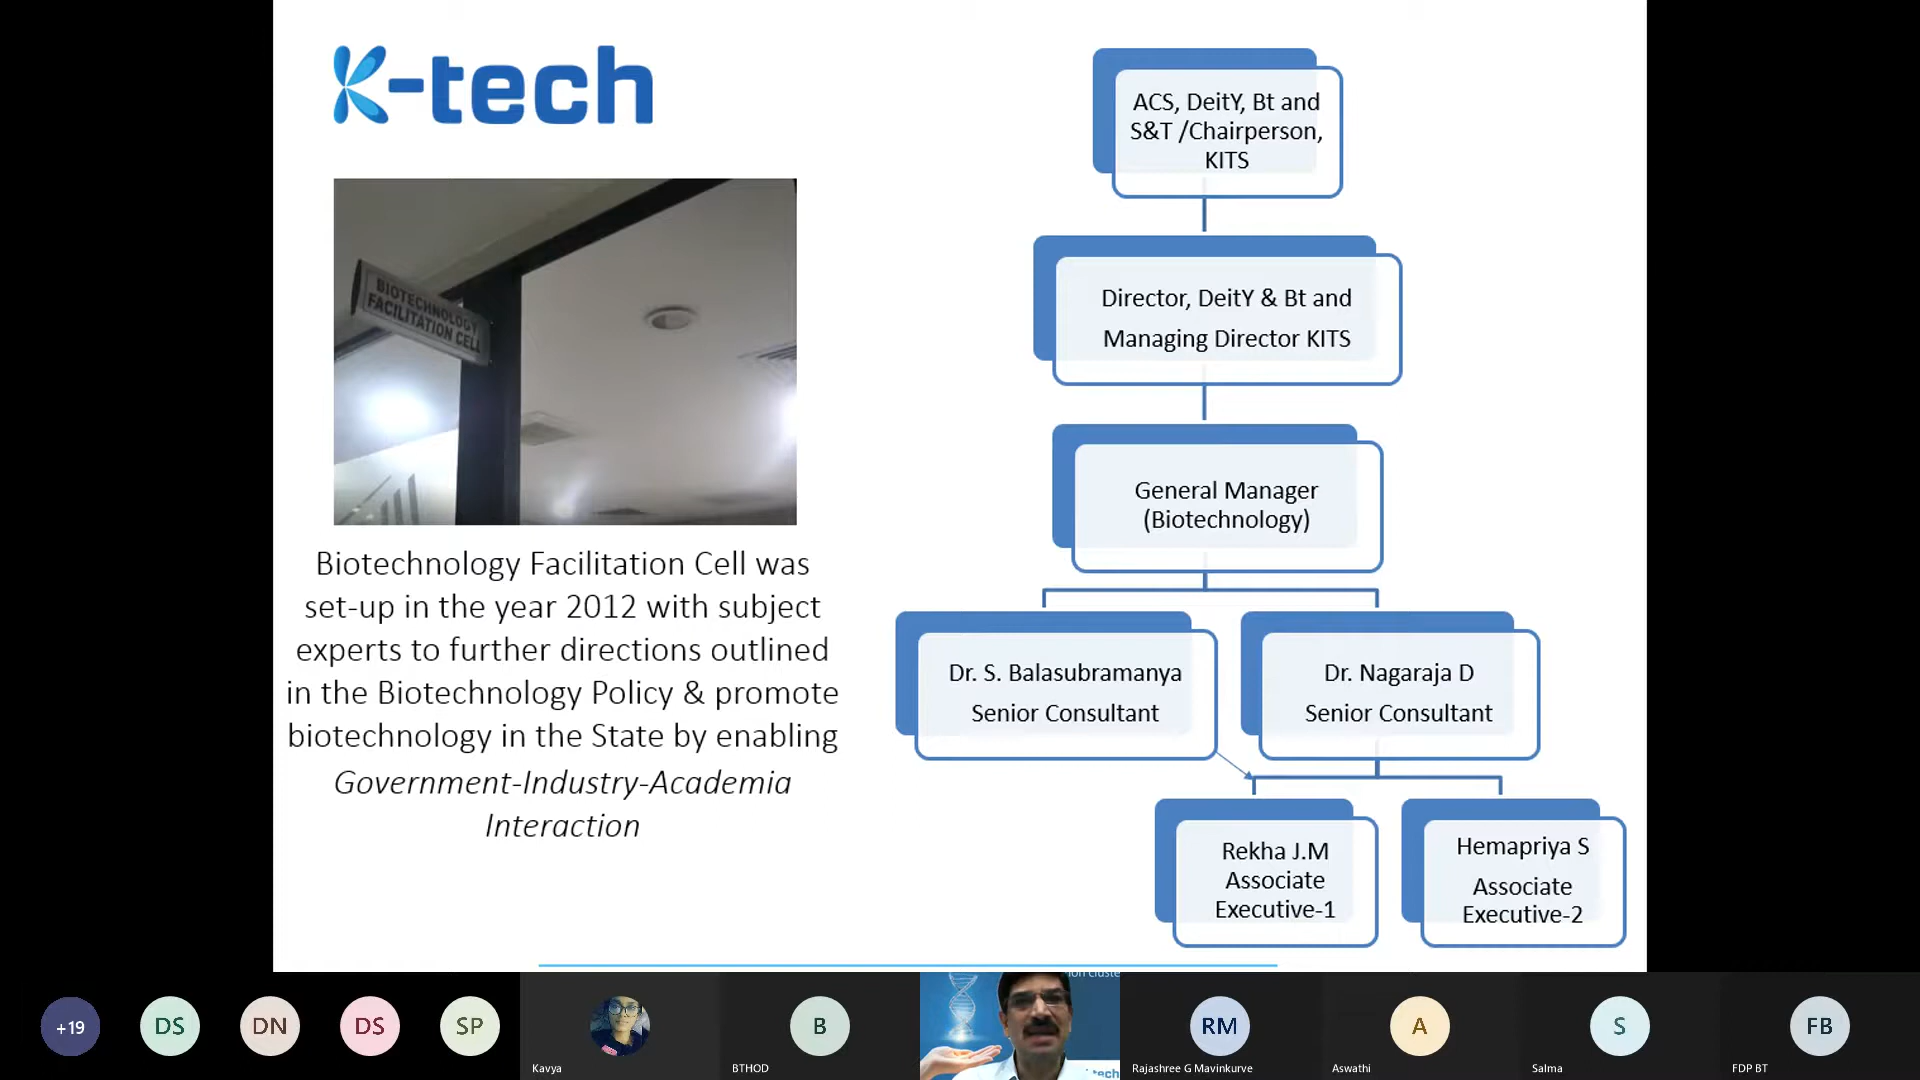 K-tech
BIOTECHNOLOGY
FACILITATION CELL
Biotechnology Facilitation Cell was
set-up in the year 2012 with subject
experts to further directions outlined
in the Biotechnology Policy & promote
biotechnology in the State by enabling
Government-Industry-Academia
Interaction
ACS, DeitY, Bt and
S&T /Chairperson,
KITS
Director, DeitY & Bt and
Managing Director KITS
General Manager
(Biotechnology)
Dr. S. Balasubramanya
Senior Consultant
Dr. Nagaraja D
Senior Consultant
Rekha J.M
Associate
Executive-1
Hemapriya S
Associate
Executive-2
+19
DS
DN
DS
SP
Kavya
B
BTHOD
tech
RM
Rajashree G Mavinkurve
A
Aswathi
S
Salma
FB
FDP BT